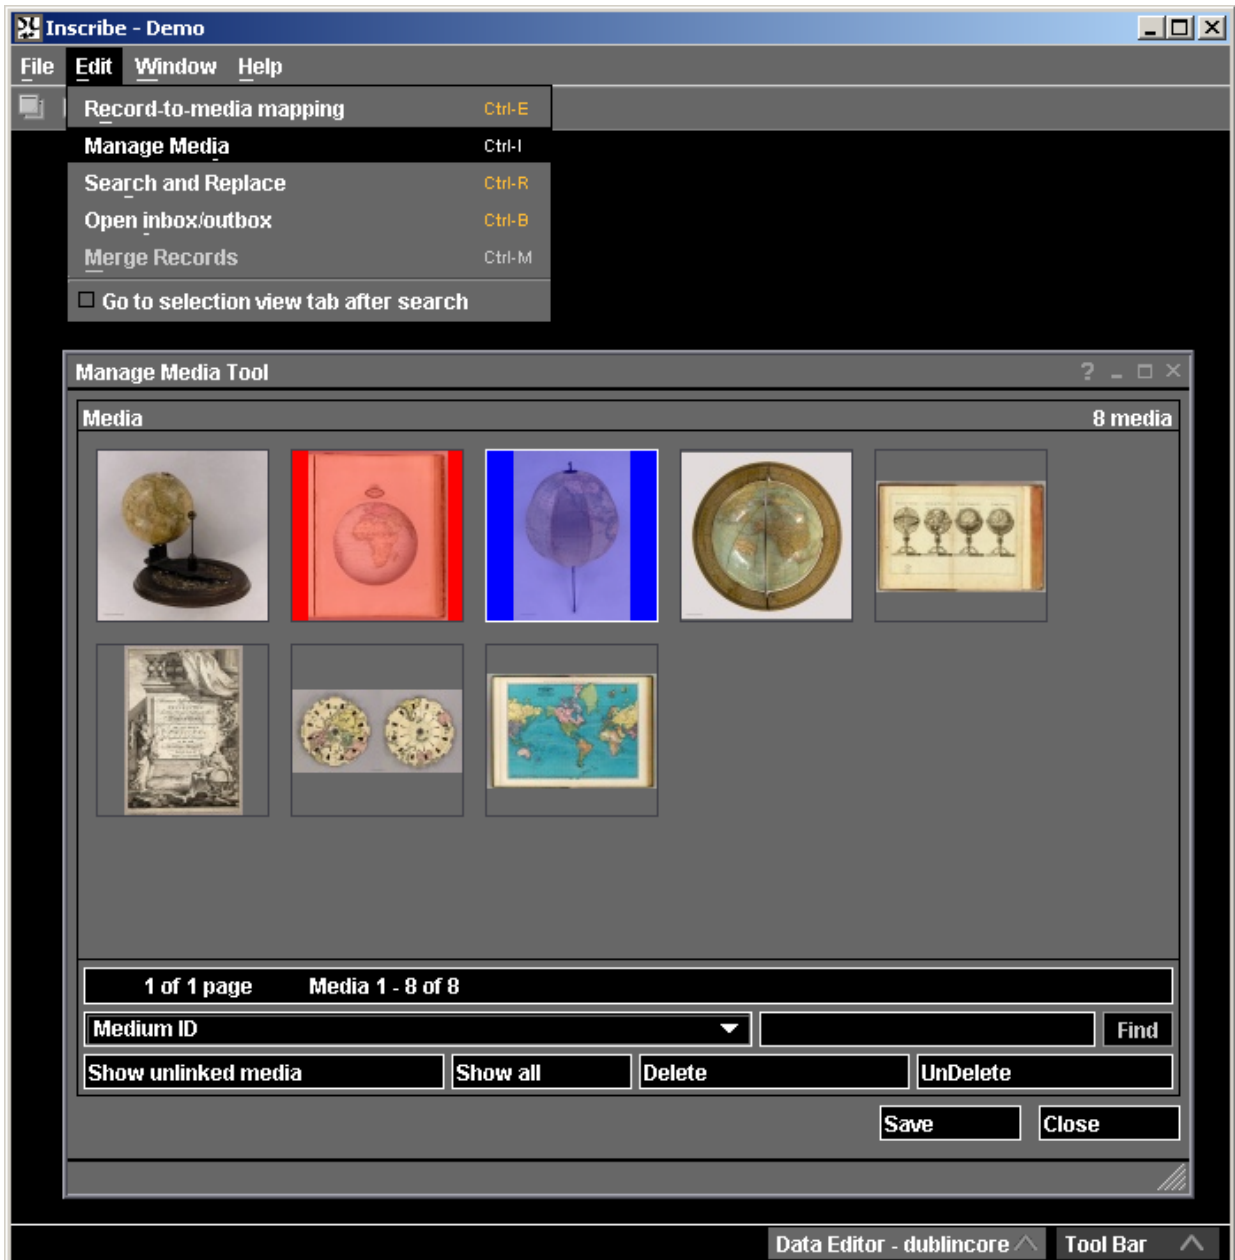 Inscribe - Demo
File Edit Window Help
Record-to-media mapping Ctrl-E
Manage Media Ctrl-I
Search and Replace Ctrl-R
Open inbox/outbox Ctrl-B
Merge Records Ctrl-M
Go to selection view tab after search
Manage Media Tool ?
Media 8 media
1 of 1 page Media 1 - 8 of 8
Medium ID Find
Show unlinked media Show all Delete UnDelete
Save Close
Data Editor - dublincore Tool Bar